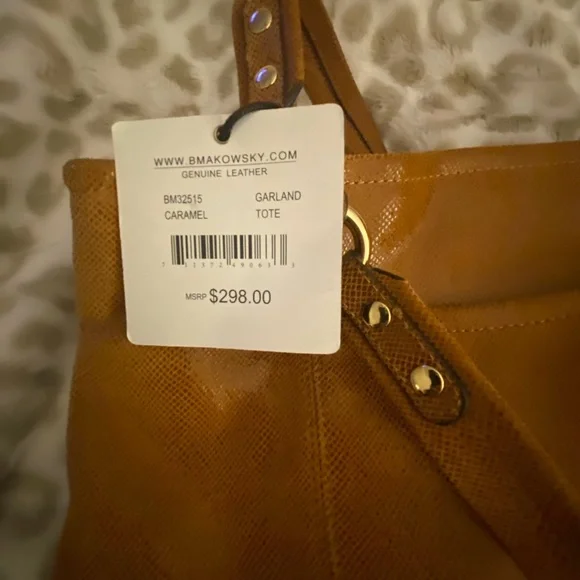 WWW.BMAKOWSKY.COM
GENUINE LEATHER
BM32515 GARLAND
CARAMEL TOTE
MSRP $298.00